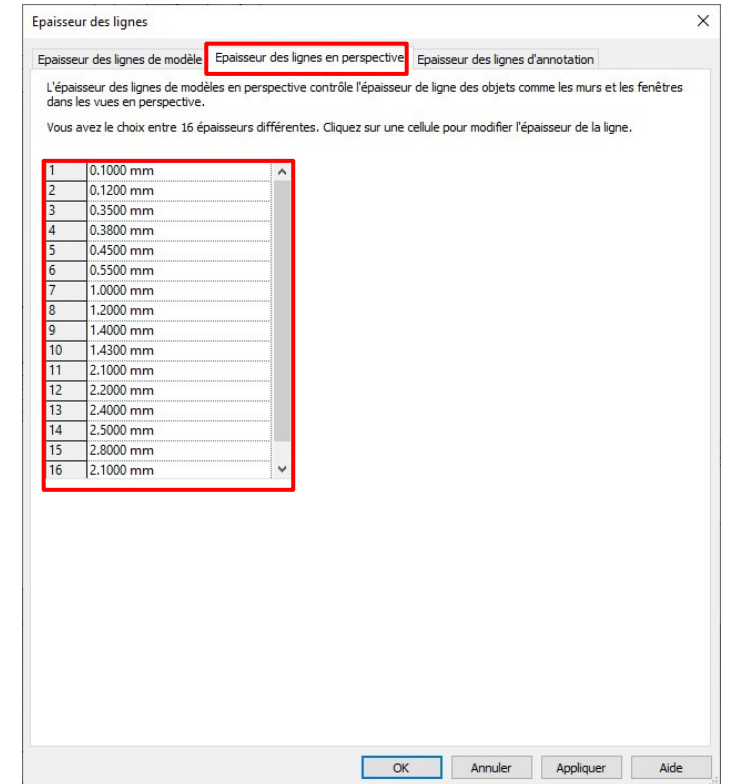 Epaisseur des lignes
Epaisseur des lignes de modèle Epaisseur des lignes en perspective Epaisseur des lignes d'annotation
L'épaisseur des lignes de modèles en perspective contrôle l'épaisseur de ligne des objets comme les murs et les fenêtres
dans les vues en perspective.
Vous avez le choix entre 16 épaisseurs différentes. Cliquez sur une cellule pour modifier l'épaisseur de la ligne.
1 0.1000 mm
2 0.1200 mm
3 0.3500 mm
4 0.3800 mm
5 0.4500 mm
6 0.5500 mm
7 1.0000 mm
8 1.2000 mm
9 1.4000 mm
10 1.4300 mm
11 2.1000 mm
12 2.2000 mm
13 2.4000 mm
14 2.5000 mm
15 2.8000 mm
16 2.1000 mm
OK Annuler Appliquer Aide